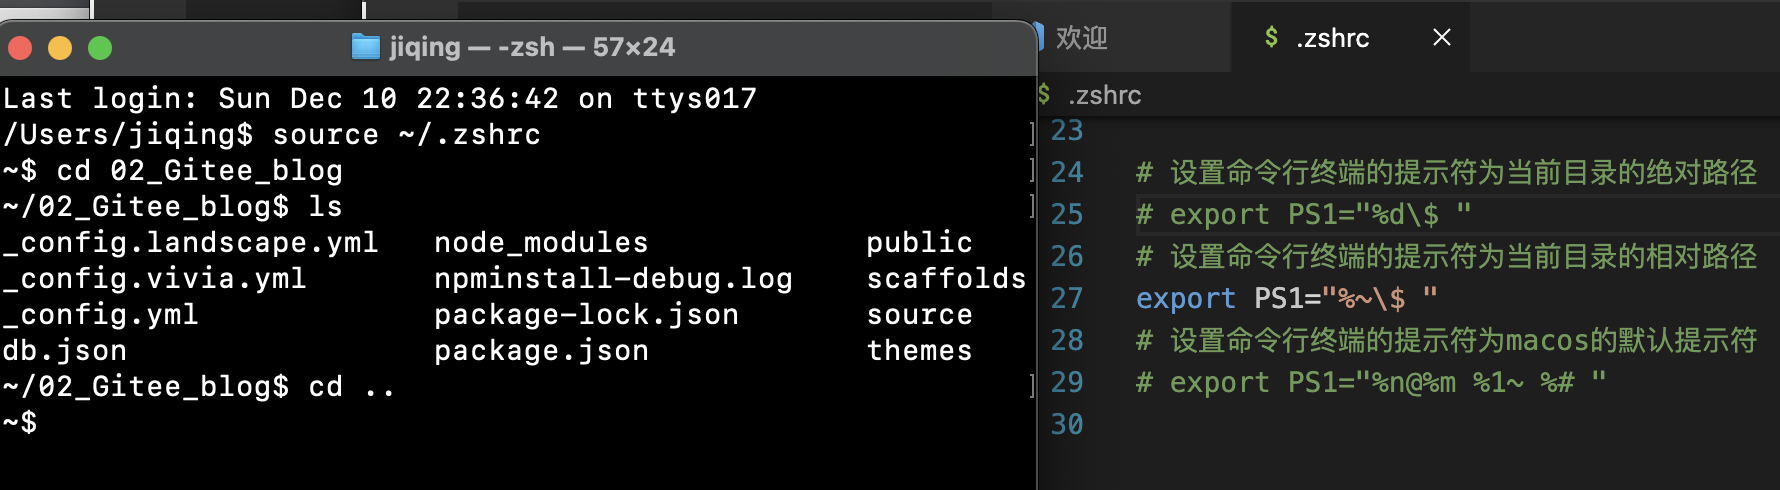 jiqing — -zsh — 57×24
Last login: Sun Dec 10 22:36:42 on ttys017
/Users/jiqing$ source ~/.zshrc
~$ cd 02_Gitee_blog
~/02_Gitee_blog$ ls
_config.landscape.yml node_modules public
_config.vivia.yml npminstall-debug.log scaffolds
_config.yml package-lock.json source
db.json package.json themes
~/02_Gitee_blog$ cd ..
~$
欢迎
$ .zshrc
$ .zshrc
23
24 # 设置命令行终端的提示符为当前目录的绝对路径
25 # export PS1="%d\$ "
26 # 设置命令行终端的提示符为当前目录的相对路径
27 export PS1="%~\$ "
28 # 设置命令行终端的提示符为macos的默认提示符
29 # export PS1="%n@%m %1~ %# "
30